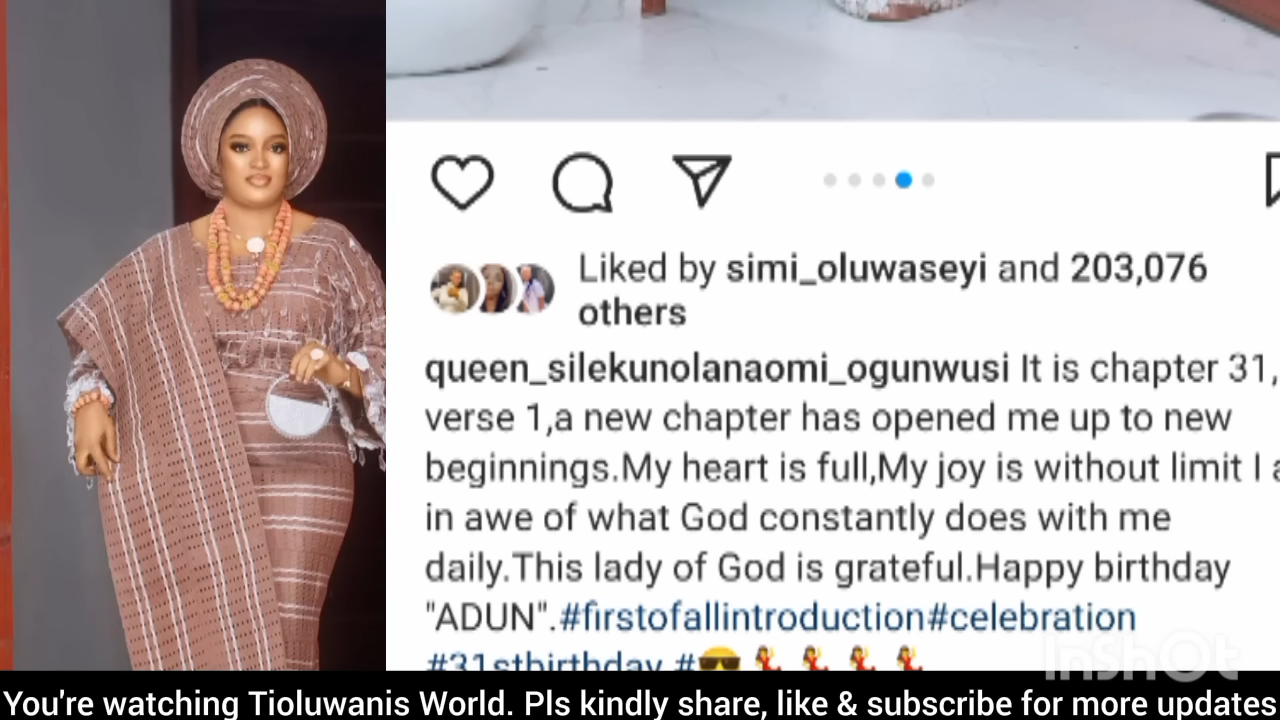 Liked by simi_oluwaseyi and 203,076
others
queen_silekunolanaomi_ogunwusi It is chapter 31,
verse 1,a new chapter has opened me up to new
beginnings.My heart is full,My joy is without limit I a
in awe of what God constantly does with me
daily.This lady of God is grateful.Happy birthday
"ADUN".#firstofallintroduction#celebration
#31stbirthday #😎💃💃💃💃
InShOt
You're watching Tioluwanis World. Pls kindly share, like & subscribe for more updates